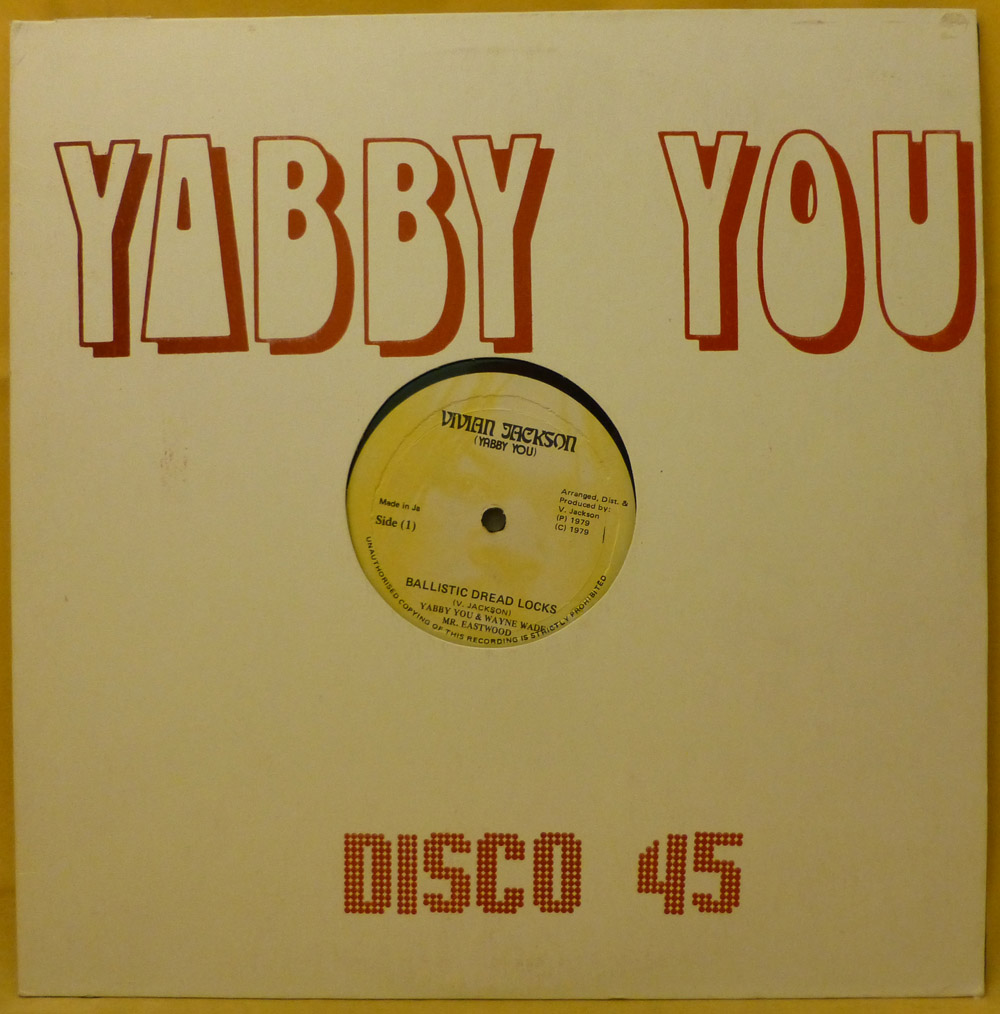 YABBY YOU
VIVIAN JACKSON
(YABBY YOU)
Arranged, Dist. &
Produced by:
V. Jackson
(P) 1979
(C) 1979
Made in Ja
Side (1)
BALLISTIC DREAD LOCKS
(V. JACKSON)
YABBY YOU & WAYNE WADE
MR. EASTWOOD
UNAUTHORISED COPYING OF THIS RECORDING IS STRICTLY PROHIBITED
DISCO 45